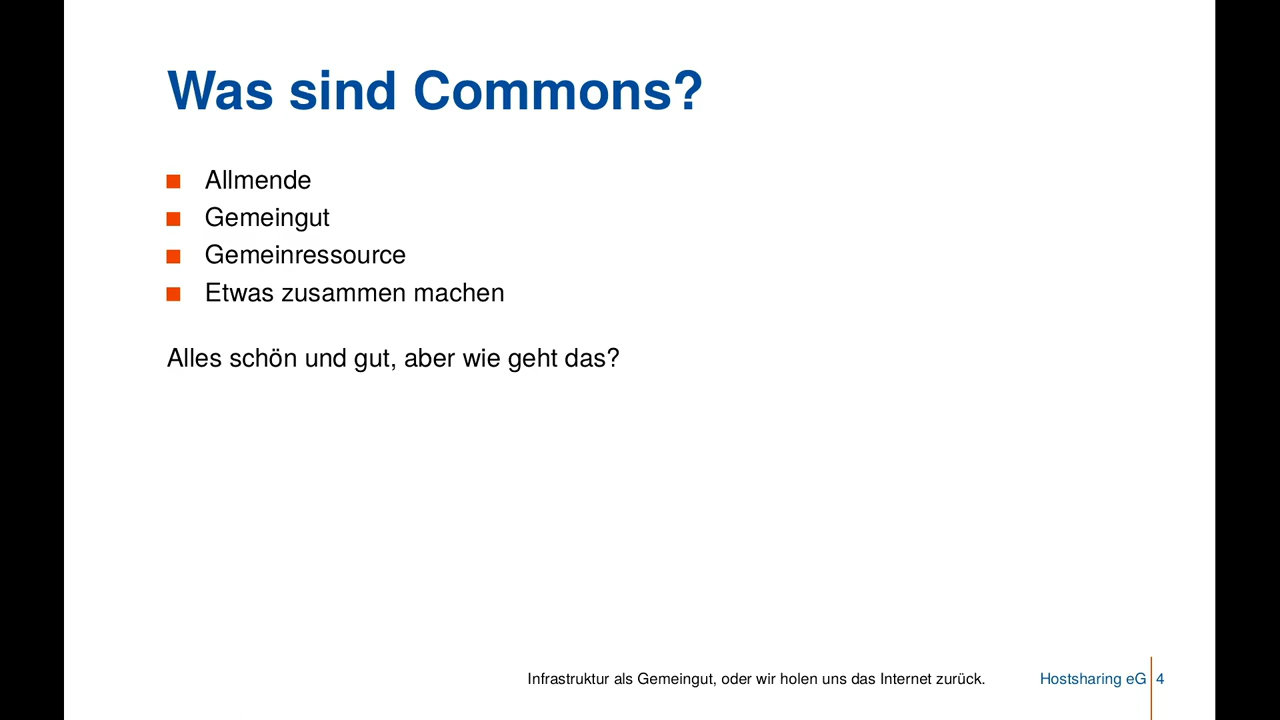 Was sind Commons?
Allmende
Gemeingut
Gemeinressource
Etwas zusammen machen
Alles schön und gut, aber wie geht das?
Infrastruktur als Gemeingut, oder wir holen uns das Internet zurück. Hostsharing eG 4